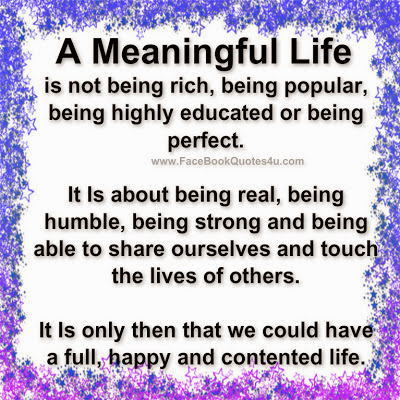 A Meaningful Life
is not being rich, being popular,
being highly educated or being
perfect.
www.FaceBookQuotes4u.com
It Is about being real, being
humble, being strong and being
able to share ourselves and touch
the lives of others.
It Is only then that we could have
a full, happy and contented life.